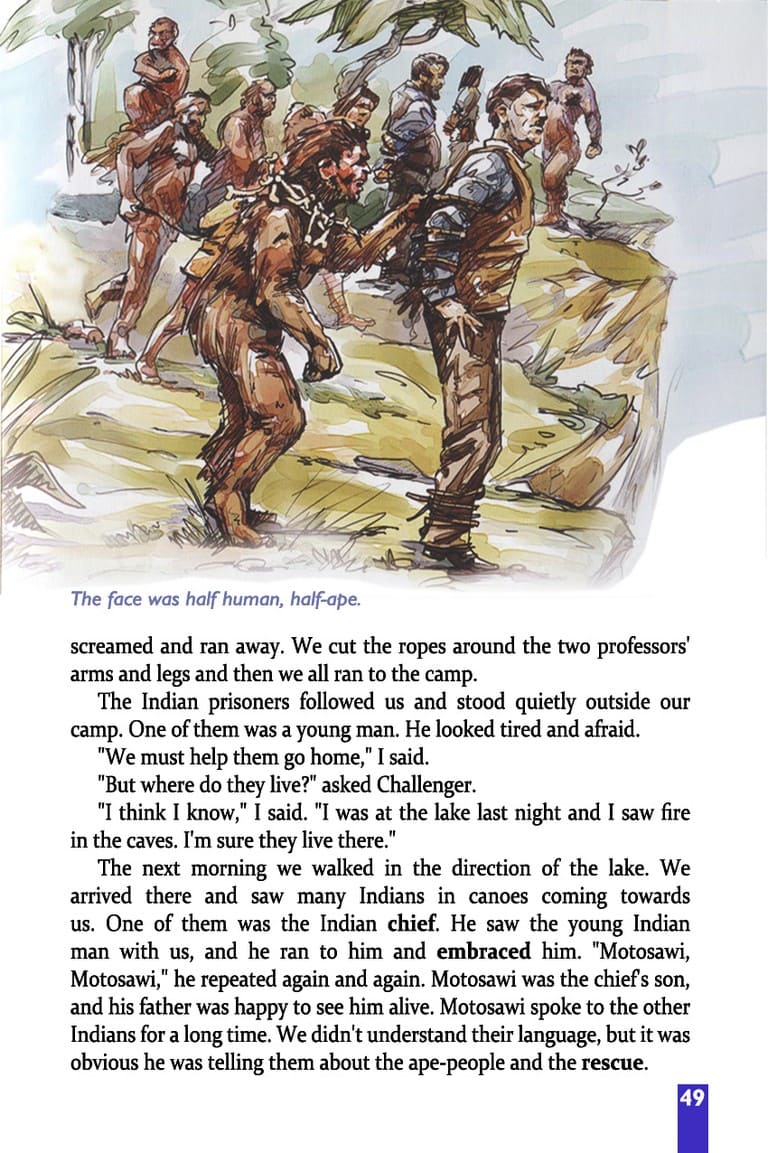 The face was half human, half-ape.
screamed and ran away. We cut the ropes around the two professors'
arms and legs and then we all ran to the camp.
The Indian prisoners followed us and stood quietly outside our
camp. One of them was a young man. He looked tired and afraid.
"We must help them go home," I said.
"But where do they live?" asked Challenger.
"I think I know," I said. "I was at the lake last night and I saw fire
in the caves. I'm sure they live there."
The next morning we walked in the direction of the lake. We
arrived there and saw many Indians in canoes coming towards
us. One of them was the Indian chief. He saw the young Indian
man with us, and he ran to him and embraced him. "Motosawi,
Motosawi," he repeated again and again. Motosawi was the chief's son,
and his father was happy to see him alive. Motosawi spoke to the other
Indians for a long time. We didn't understand their language, but it was
obvious he was telling them about the ape-people and the rescue.
49